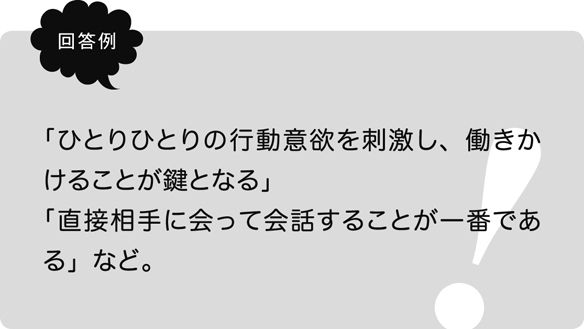 回答例
「ひとりひとりの行動意欲を刺激し、働きか
けることが鍵となる」
「直接相手に会って会話することが一番であ
る」など。